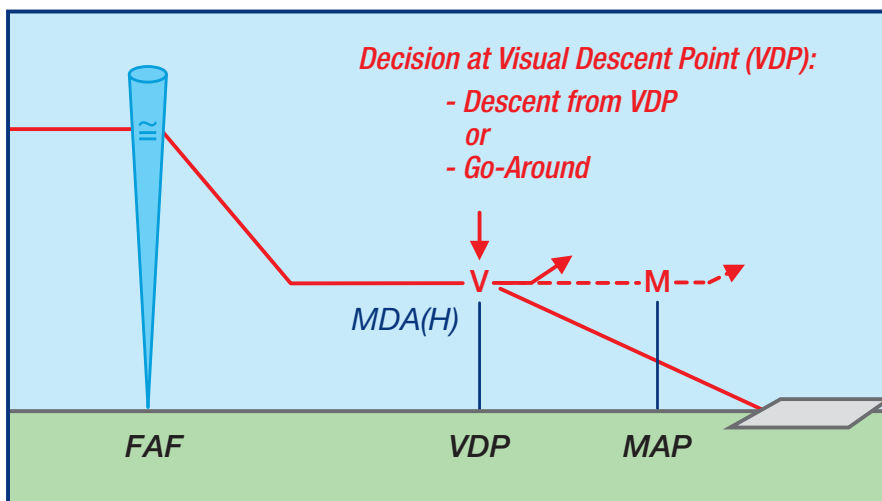 Decision at Visual Descent Point (VDP):
- Descent from VDP
or
- Go-Around
V
M
MDA(H)
FAF
VDP
MAP